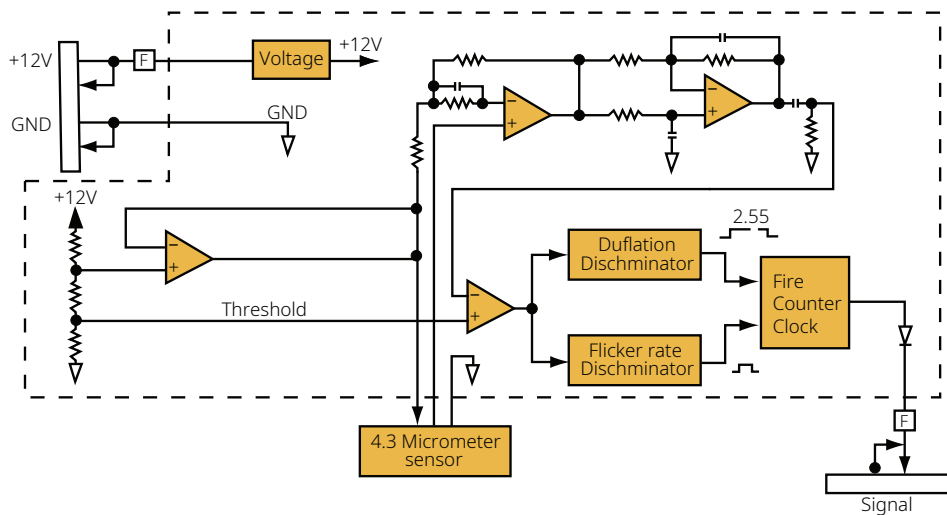 +12V
F
Voltage
+12V
GND
GND
+12V
−
+
−
+
−
+
Threshold
−
+
Duflation
Dischminator
2.55
Fire
Counter
Clock
Flicker rate
Dischminator
4.3 Micrometer
sensor
F
Signal